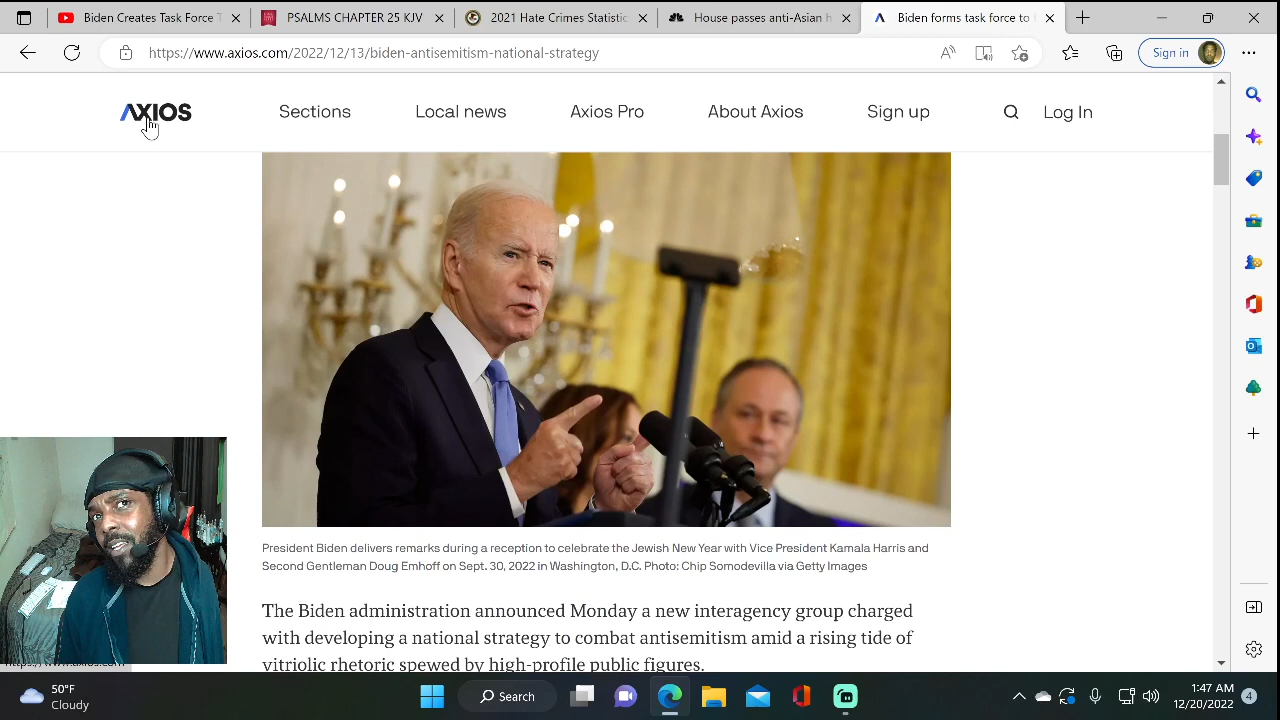 Biden Creates Task Force T
PSALMS CHAPTER 25 KJV
2021 Hate Crimes Statistic
House passes anti-Asian h
Biden forms task force to
https://www.axios.com/2022/12/13/biden-antisemitism-national-strategy
Sign in
AXIOS
Sections
Local news
Axios Pro
About Axios
Sign up
Log In
President Biden delivers remarks during a reception to celebrate the Jewish New Year with Vice President Kamala Harris and
Second Gentleman Doug Emhoff on Sept. 30, 2022 in Washington, D.C. Photo: Chip Somodevilla via Getty Images
The Biden administration announced Monday a new interagency group charged
with developing a national strategy to combat antisemitism amid a rising tide of
vitriolic rhetoric spewed by high-profile public figures.
50°F
Cloudy
Search
1:47 AM
12/20/2022
4